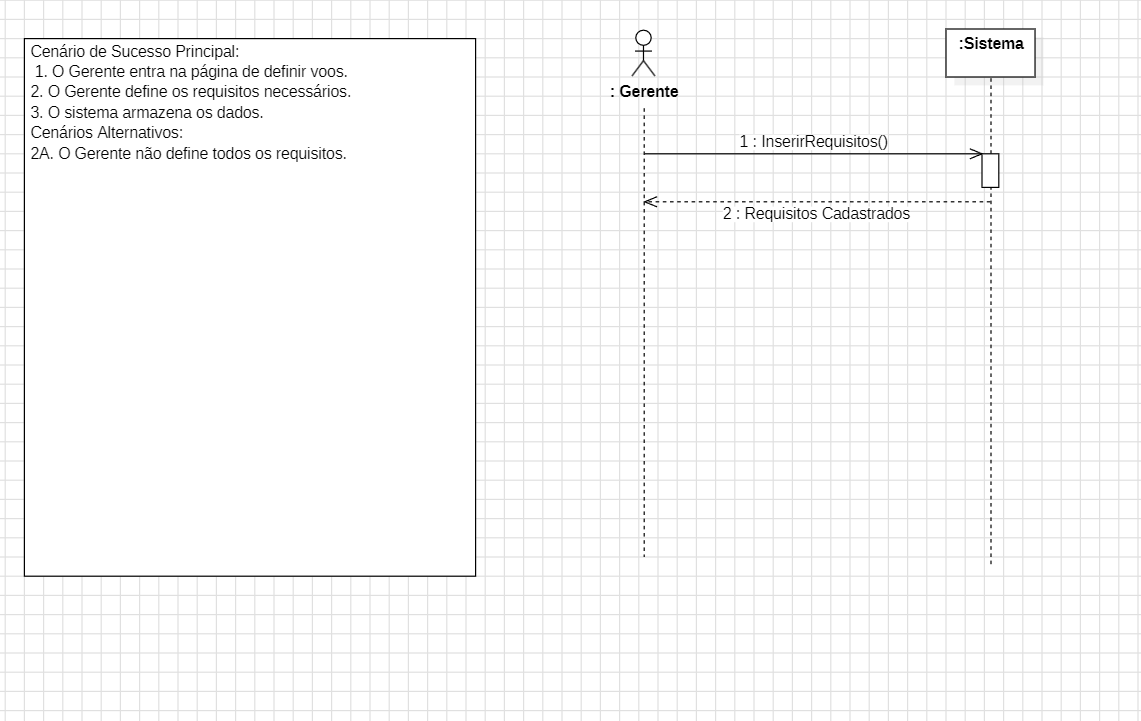 Cenário de Sucesso Principal:
1. O Gerente entra na página de definir voos.
2. O Gerente define os requisitos necessários.
3. O sistema armazena os dados.
Cenários Alternativos:
2A. O Gerente não define todos os requisitos.
: Gerente
:Sistema
1 : InserirRequisitos()
2 : Requisitos Cadastrados